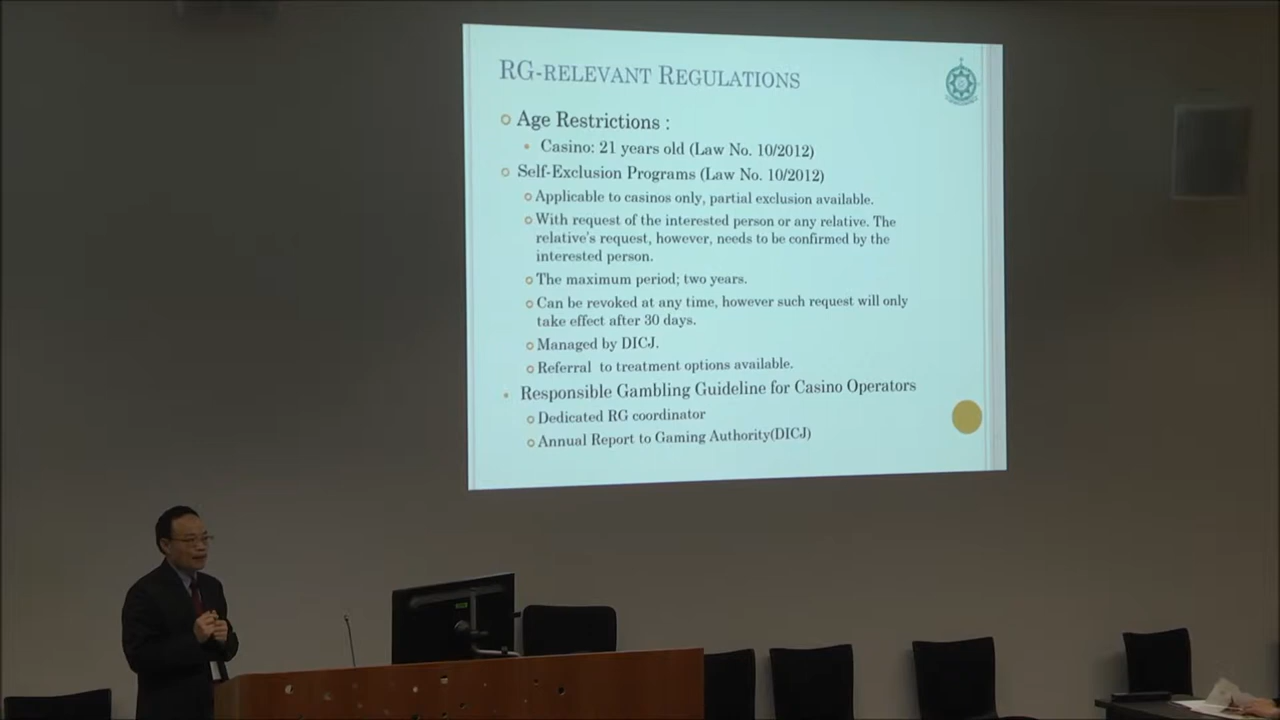 RG-RELEVANT REGULATIONS
Age Restrictions :
Casino: 21 years old (Law No. 10/2012)
Self-Exclusion Programs (Law No. 10/2012)
Applicable to casinos only, partial exclusion available.
With request of the interested person or any relative. The
relative's request, however, needs to be confirmed by the
interested person.
The maximum period; two years.
Can be revoked at any time, however such request will only
take effect after 30 days.
Managed by DICJ.
Referral to treatment options available.
Responsible Gambling Guideline for Casino Operators
Dedicated RG coordinator
Annual Report to Gaming Authority(DICJ)